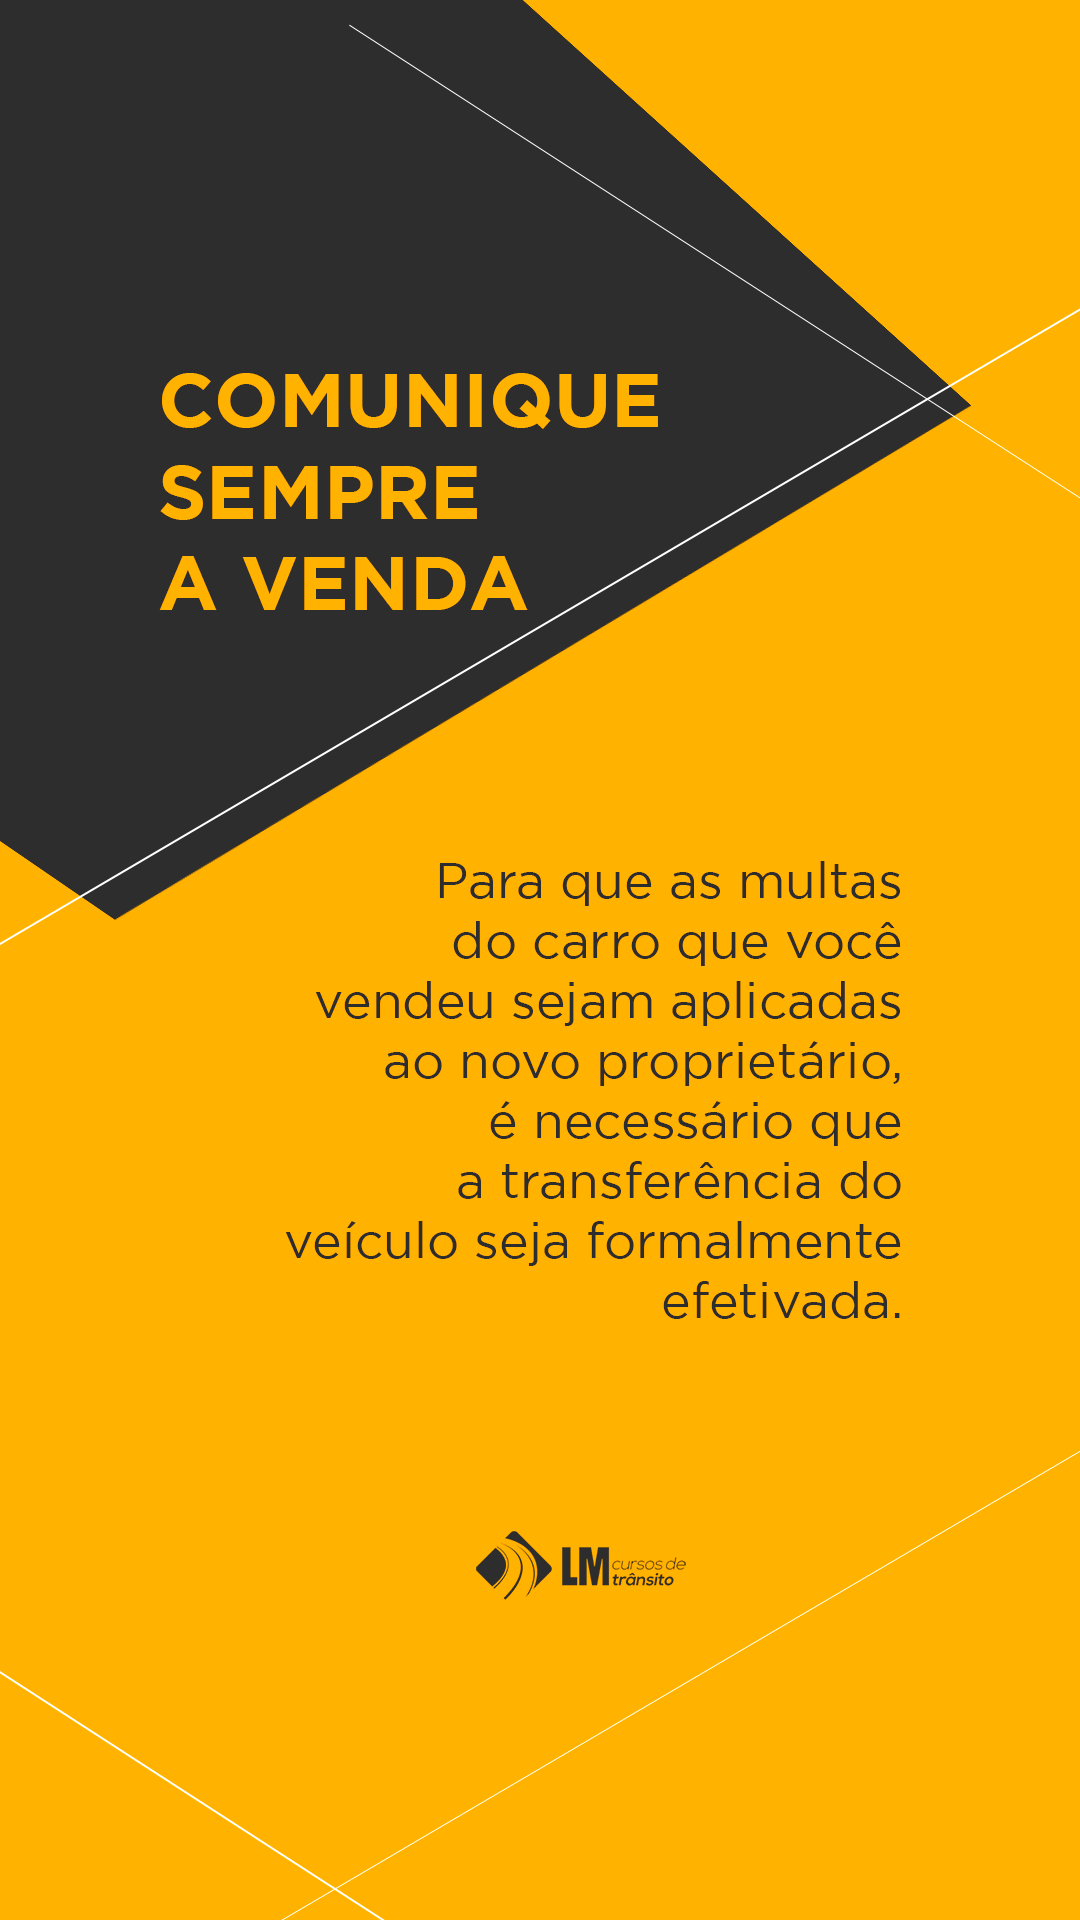 COMUNIQUE
SEMPRE
A VENDA
Para que as multas
do carro que você
vendeu sejam aplicadas
ao novo proprietário,
é necessário que
a transferência do
veículo seja formalmente
efetivada.
LM cursos de
trânsito